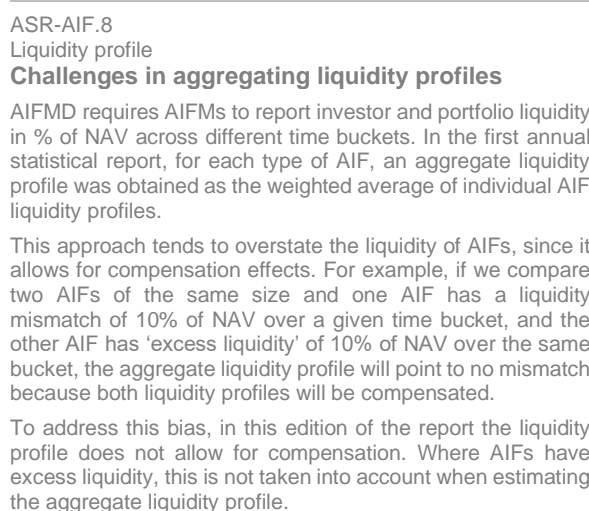 ASR-AIF.8
Liquidity profile
Challenges in aggregating liquidity profiles
AIFMD requires AIFMs to report investor and portfolio liquidity
in % of NAV across different time buckets. In the first annual
statistical report, for each type of AIF, an aggregate liquidity
profile was obtained as the weighted average of individual AIF
liquidity profiles.
This approach tends to overstate the liquidity of AIFs, since it
allows for compensation effects. For example, if we compare
two AIFs of the same size and one AIF has a liquidity
mismatch of 10% of NAV over a given time bucket, and the
other AIF has ‘excess liquidity’ of 10% of NAV over the same
bucket, the aggregate liquidity profile will point to no mismatch
because both liquidity profiles will be compensated.
To address this bias, in this edition of the report the liquidity
profile does not allow for compensation. Where AIFs have
excess liquidity, this is not taken into account when estimating
the aggregate liquidity profile.